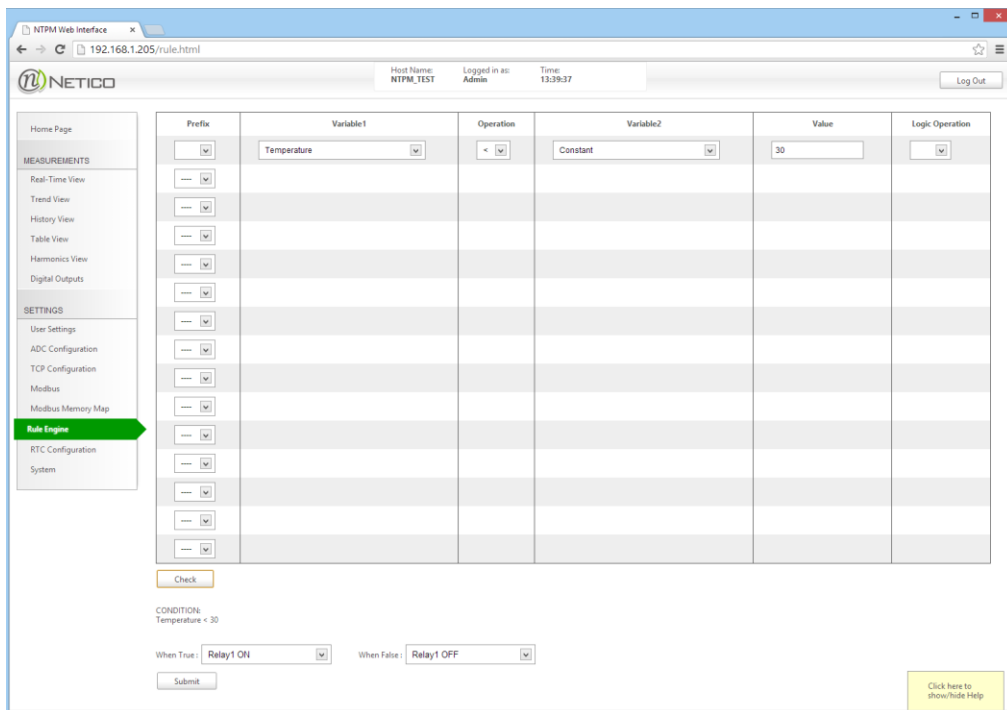 NTPM Web Interface
192.168.1.205/rule.html
NETICO
Host Name: Logged in as: Time:
NTPM_TEST Admin 13:39:37
Log Out
Home Page
MEASUREMENTS
Real-Time View
Trend View
History View
Table View
Harmonics View
Digital Outputs
SETTINGS
User Settings
ADC Configuration
TCP Configuration
Modbus
Modbus Memory Map
Rule Engine
RTC Configuration
System
Prefix Variable1 Operation Variable2 Value Logic Operation
Temperature < Constant 30
----
----
----
----
----
----
----
----
----
----
----
----
----
----
Check
CONDITION:
Temperature < 30
When True : Relay1 ON When False : Relay1 OFF
Submit
Click here to
show/hide Help